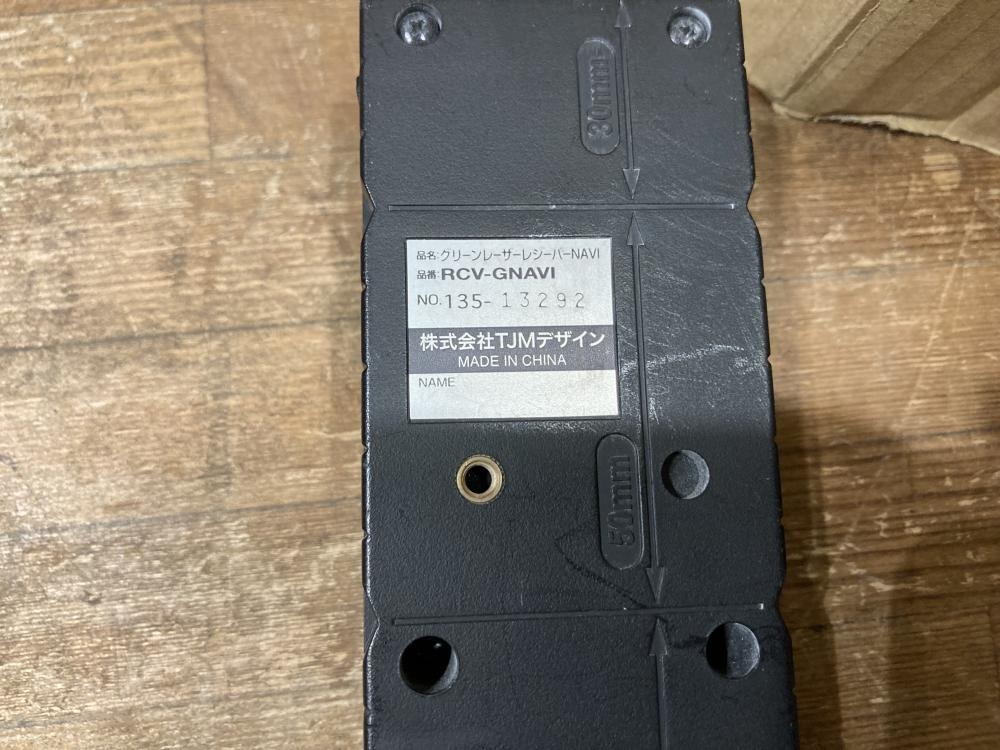 30mm
品名:グリーンレーザーレシーバーNAVI
品番:RCV-GNAVI
NO.135-13292
株式会社TJMデザイン
MADE IN CHINA
NAME
50mm